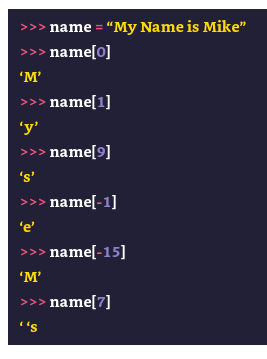 >>> name = “My Name is Mike”
>>> name[0]
‘M’
>>> name[1]
‘y’
>>> name[9]
‘s’
>>> name[-1]
‘e’
>>> name[-15]
‘M’
>>> name[7]
‘ ‘s